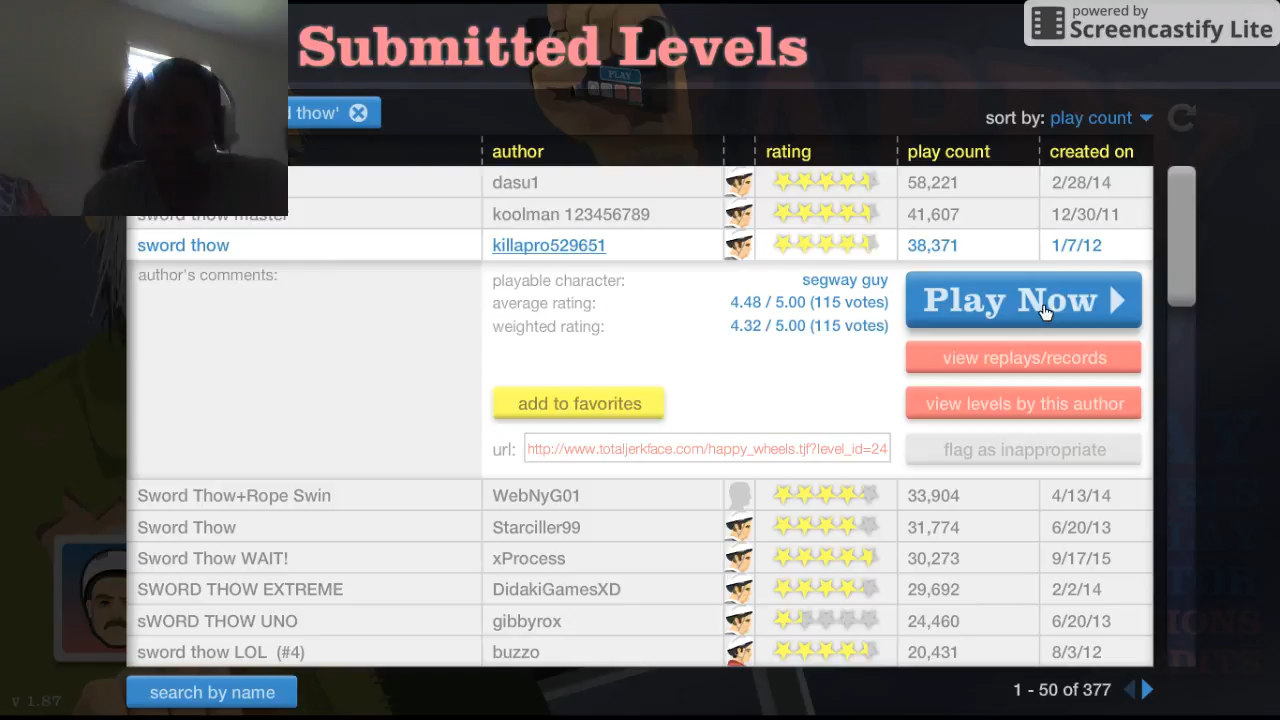 powered by
Screencastify Lite
Submitted Levels
PLAY
thow'
sort by: play count
author rating play count created on
dasu1 58,221 2/28/14
sword thow master koolman 123456789 41,607 12/30/11
sword thow killapro529651 38,371 1/7/12
author's comments:
playable character: segway guy
average rating: 4.48 / 5.00 (115 votes)
weighted rating: 4.32 / 5.00 (115 votes)
Play Now
view replays/records
add to favorites
view levels by this author
url: http://www.totaljerkface.com/happy_wheels.tjf?level_id=24
flag as inappropriate
Sword Thow+Rope Swin WebNyG01 33,904 4/13/14
Sword Thow Starciller99 31,774 6/20/13
Sword Thow WAIT! xProcess 30,273 9/17/15
SWORD THOW EXTREME DidakiGamesXD 29,692 2/2/14
sWORD THOW UNO gibbyrox 24,460 6/20/13
sword thow LOL (#4) buzzo 20,431 8/3/12
search by name
1 - 50 of 377
v 1.87